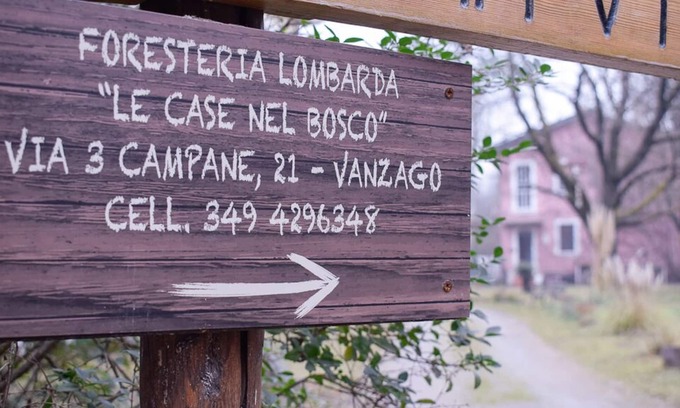 FORESTERIA LOMBARDA
"LE CASE NEL BOSCO"
VIA 3 CAMPANE, 21 - VANZAGO
CELL. 349 4296348